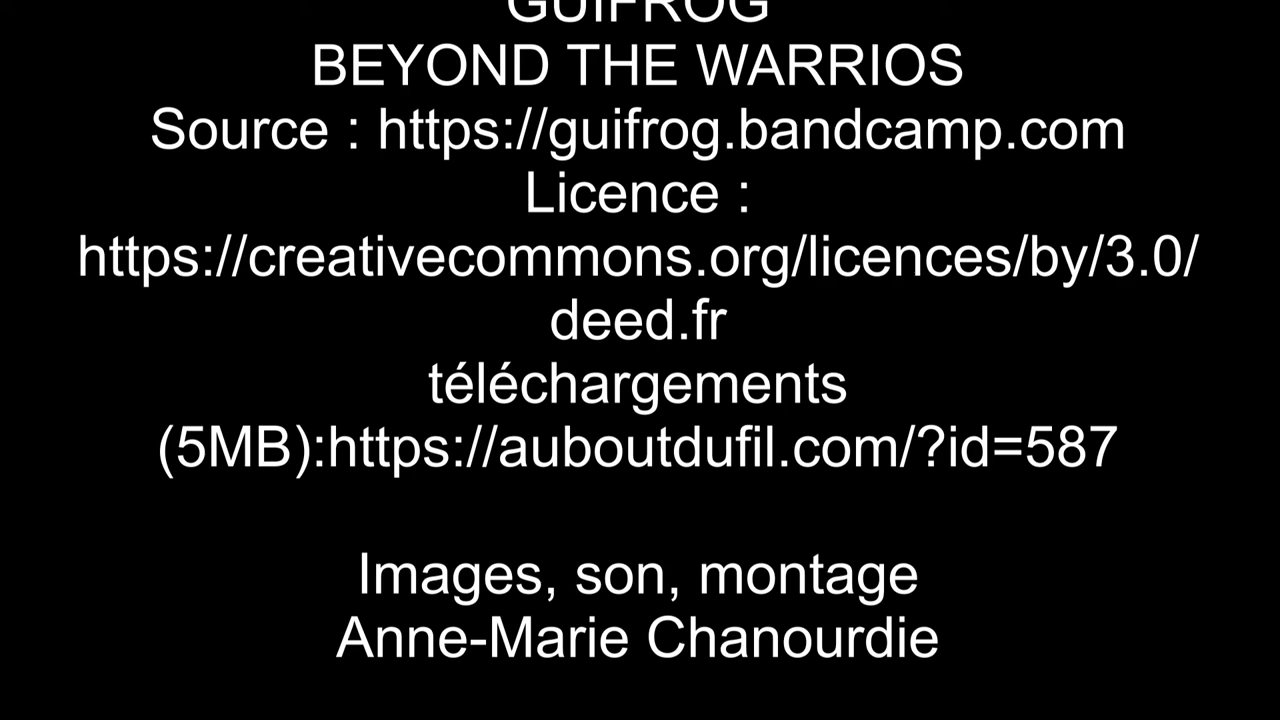 GUIFROG
BEYOND THE WARRIOS
Source : https://guifrog.bandcamp.com
Licence :
https://creativecommons.org/licences/by/3.0/
deed.fr
téléchargements
(5MB):https://auboutdufil.com/?id=587
Images, son, montage
Anne-Marie Chanourdie